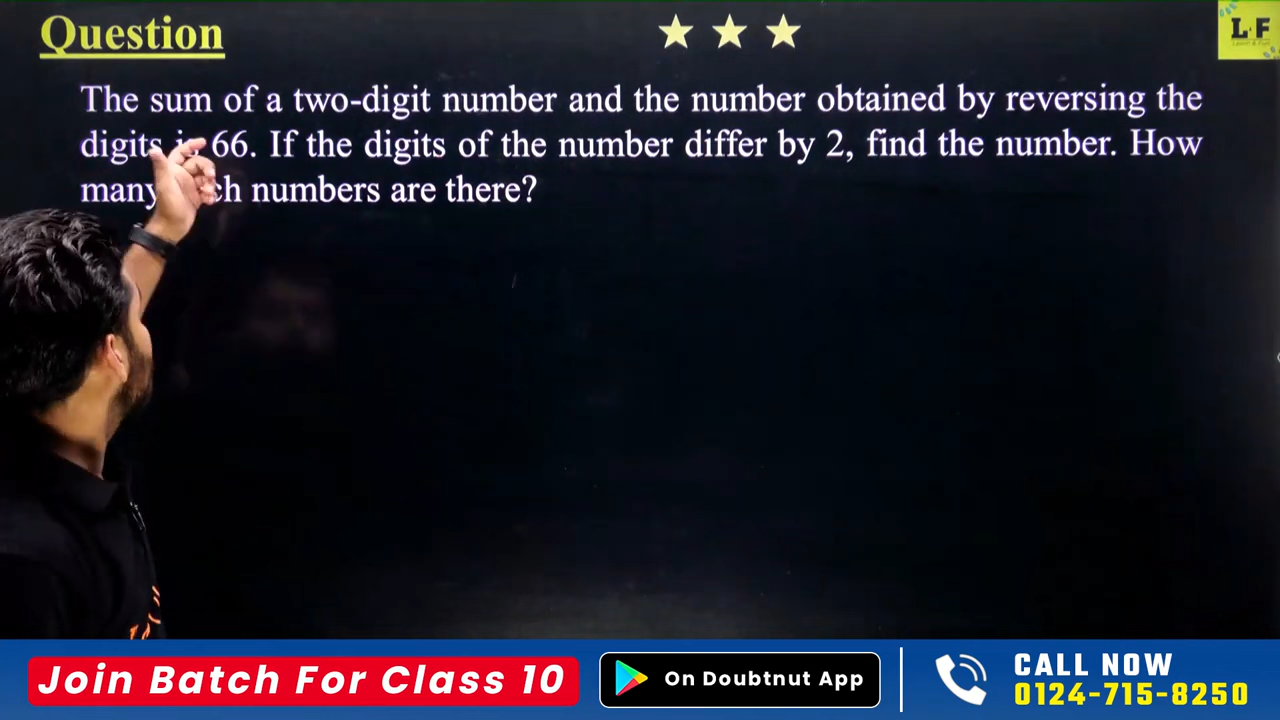 Question
L F
The sum of a two-digit number and the number obtained by reversing the
digits is 66. If the digits of the number differ by 2, find the number. How
many numbers are there?
Join Batch For Class 10
On Doubtnut App
CALL NOW
0124-715-8250